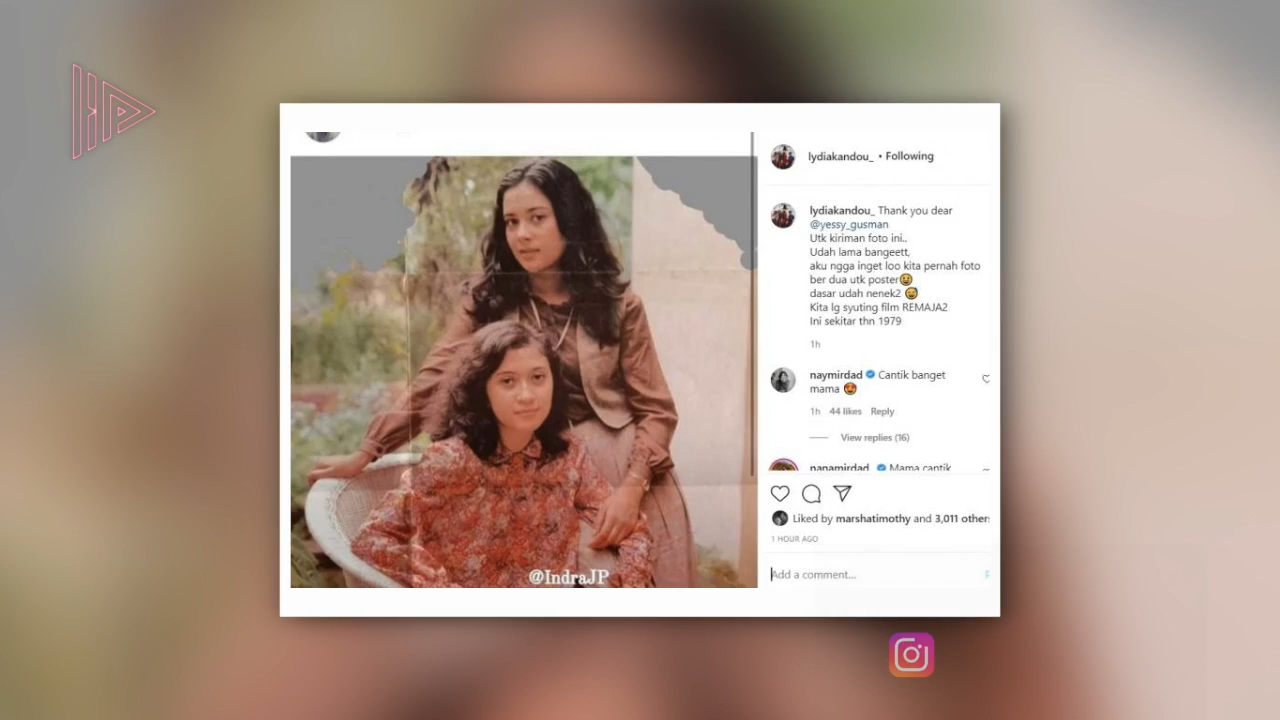 lydiakandou_ • Following
lydiakandou_ Thank you dear
@yessy_gusman
Utk kiriman foto ini..
Udah lama bangeett,
aku ngga inget loo kita pernah foto
ber dua utk poster😃
dasar udah nenek2 😅
Kita lg syuting film REMAJA2
Ini sekitar thn 1979
1h
naymirdad Cantik banget
mama 😍
1h 44 likes Reply
View replies (16)
nanamirdad Mama cantik
Liked by marshatimothy and 3,011 others
1 HOUR AGO
Add a comment...
@IndraJP